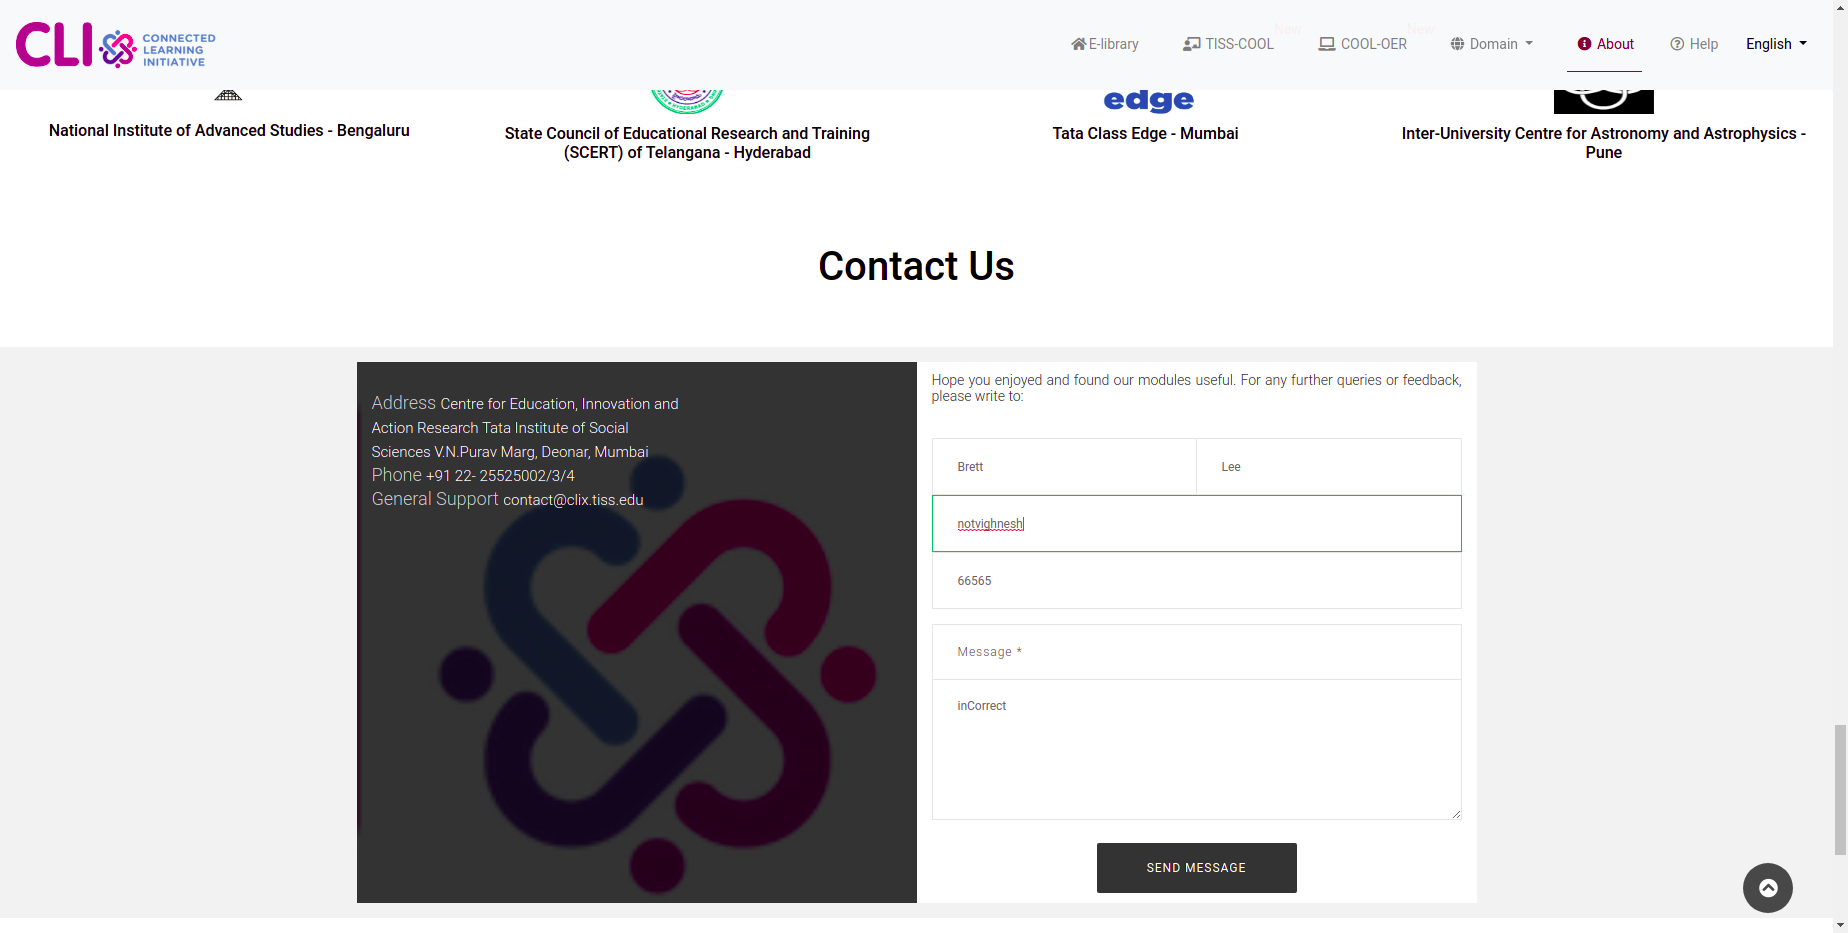 CLI CONNECTED
LEARNING
INITIATIVE
E-library TISS-COOL New COOL-OER New Domain About Help English
edge
National Institute of Advanced Studies - Bengaluru
State Council of Educational Research and Training
(SCERT) of Telangana - Hyderabad
Tata Class Edge - Mumbai
Inter-University Centre for Astronomy and Astrophysics -
Pune
Contact Us
Address Centre for Education, Innovation and
Action Research Tata Institute of Social
Sciences V.N.Purav Marg, Deonar, Mumbai
Phone +91 22- 25525002/3/4
General Support contact@clix.tiss.edu
Hope you enjoyed and found our modules useful. For any further queries or feedback,
please write to:
Brett Lee
notvighnesh
66565
Message *
inCorrect
SEND MESSAGE